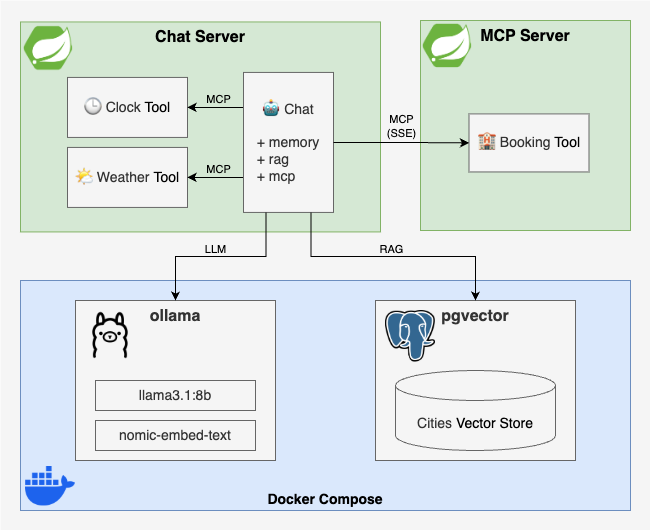 Chat Server
MCP Server
Clock Tool
MCP
Chat
+ memory
+ rag
+ mcp
MCP
(SSE)
Booking Tool
Weather Tool
MCP
LLM
RAG
ollama
llama3.1:8b
nomic-embed-text
pgvector
Cities Vector Store
Docker Compose